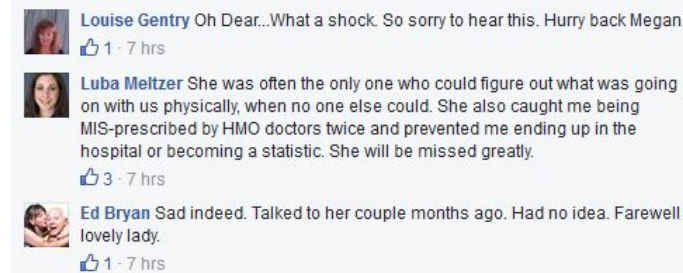 Louise Gentry Oh Dear...What a shock. So sorry to hear this. Hurry back Megan
1 · 7 hrs
Luba Meltzer She was often the only one who could figure out what was going
on with us physically, when no one else could. She also caught me being
MIS-prescribed by HMO doctors twice and prevented me ending up in the
hospital or becoming a statistic. She will be missed greatly.
3 · 7 hrs
Ed Bryan Sad indeed. Talked to her couple months ago. Had no idea. Farewell
lovely lady.
1 · 7 hrs